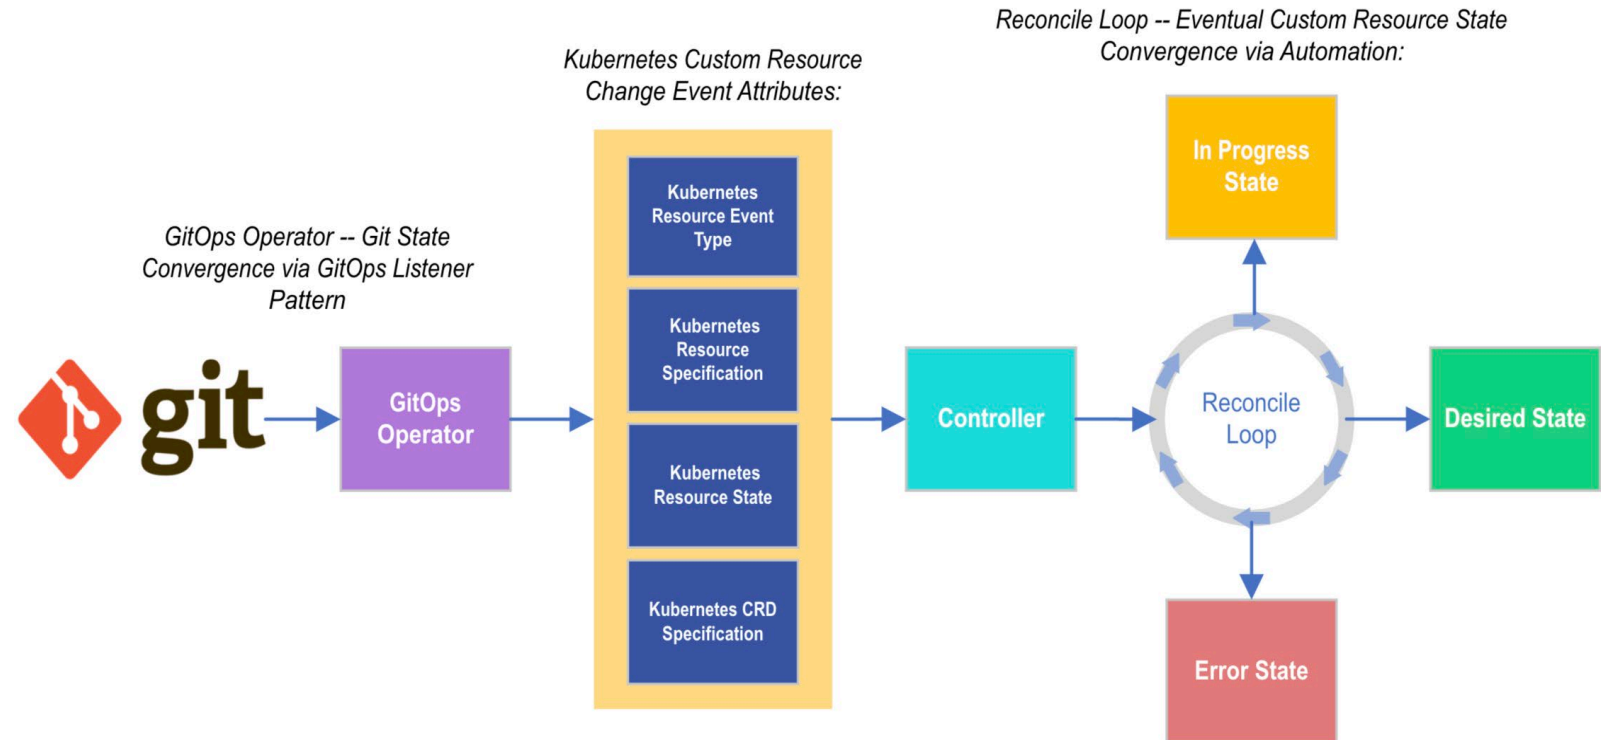 Reconcile Loop -- Eventual Custom Resource State
Convergence via Automation:
Kubernetes Custom Resource
Change Event Attributes:
GitOps Operator -- Git State
Convergence via GitOps Listener
Pattern
git
GitOps
Operator
Kubernetes
Resource Event
Type
Kubernetes
Resource
Specification
Kubernetes
Resource State
Kubernetes CRD
Specification
Controller
In Progress
State
Reconcile
Loop
Desired State
Error State